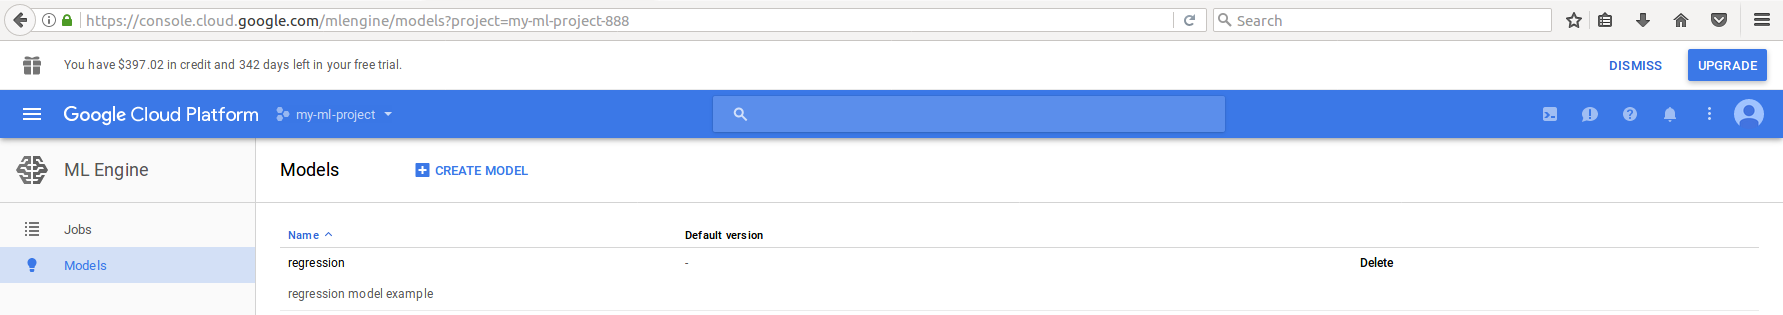 https://console.cloud.google.com/mlengine/models?project=my-ml-project-888
Search
You have $397.02 in credit and 342 days left in your free trial.
DISMISS
UPGRADE
Google Cloud Platform
my-ml-project
ML Engine
Models
CREATE MODEL
Jobs
Models
Name
Default version
regression
-
Delete
regression model example